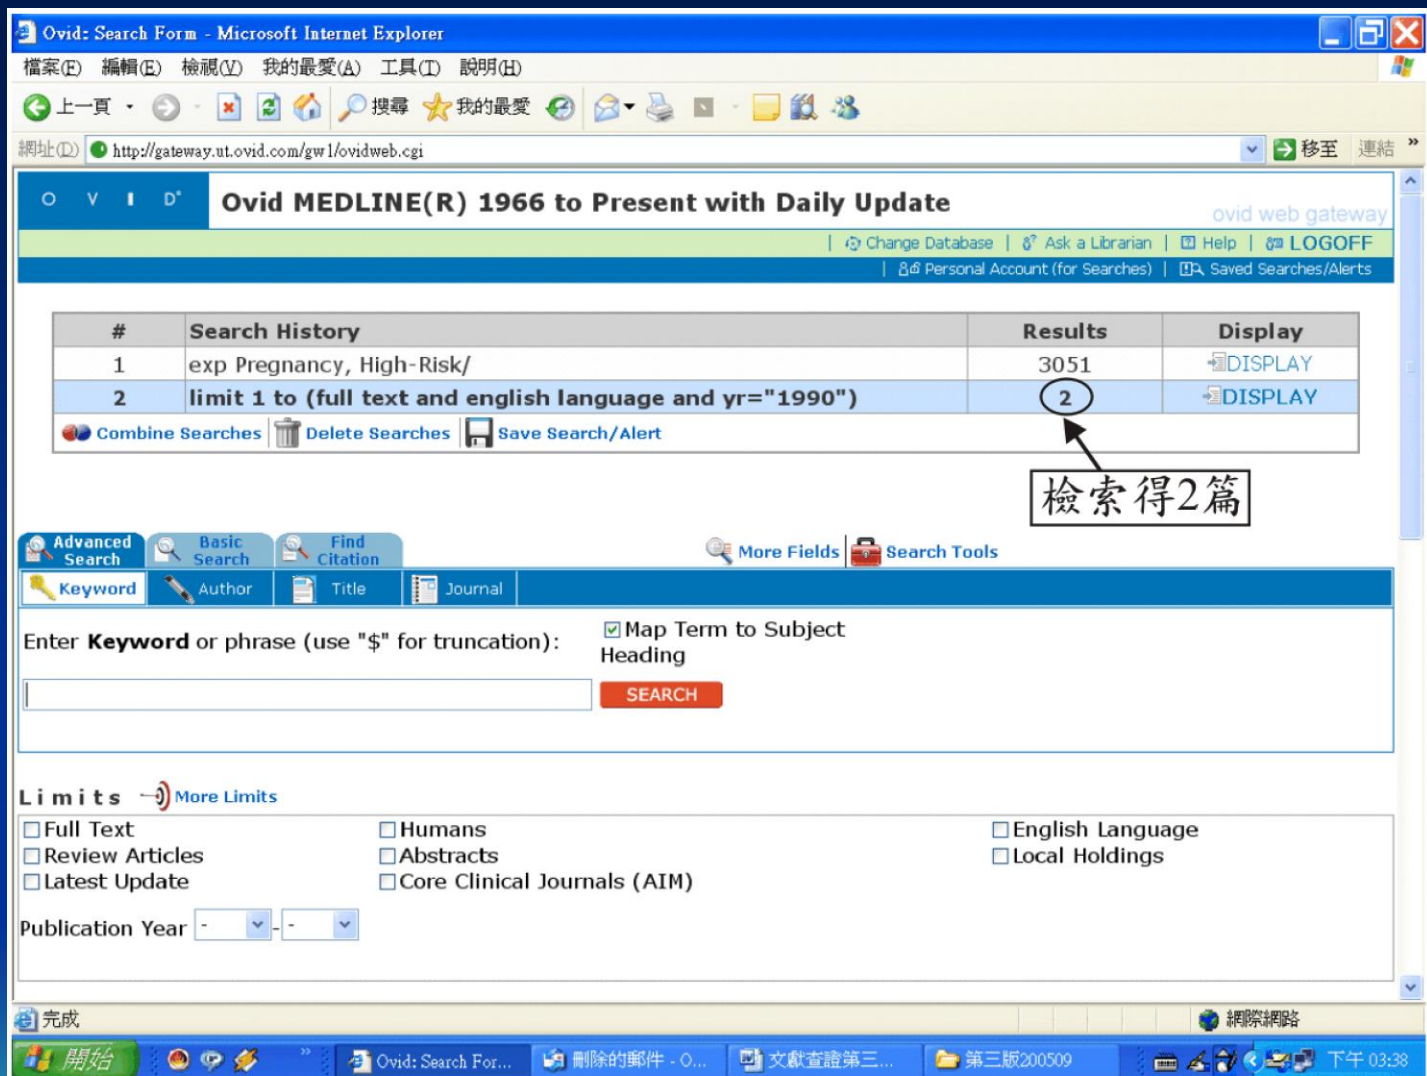 Ovid: Search Form - Microsoft Internet Explorer
檔案(F) 編輯(E) 檢視(V) 我的最愛(A) 工具(T) 說明(H)
上一頁 搜尋 我的最愛
網址(D) http://gateway.ut.ovid.com/gw1/ovidweb.cgi 移至 連結 »
O V I D Ovid MEDLINE(R) 1966 to Present with Daily Update
ovid web gateway
| Change Database | Ask a Librarian | Help | LOGOFF
| Personal Account (for Searches) | Saved Searches/Alerts
# Search History Results Display
1 exp Pregnancy, High-Risk/ 3051 DISPLAY
2 limit 1 to (full text and english language and yr="1990") 2 DISPLAY
Combine Searches Delete Searches Save Search/Alert
檢索得2篇
Advanced Search Basic Search Find Citation More Fields Search Tools
Keyword Author Title Journal
Enter Keyword or phrase (use "$" for truncation): Map Term to Subject
Heading
SEARCH
Limits More Limits
Full Text Humans English Language
Review Articles Abstracts Local Holdings
Latest Update Core Clinical Journals (AIM)
Publication Year - - -
完成 網際網路
開始 » Ovid: Search For... 刪除的郵件 - O... 文獻查證第三... 第三版200509 下午 03:38